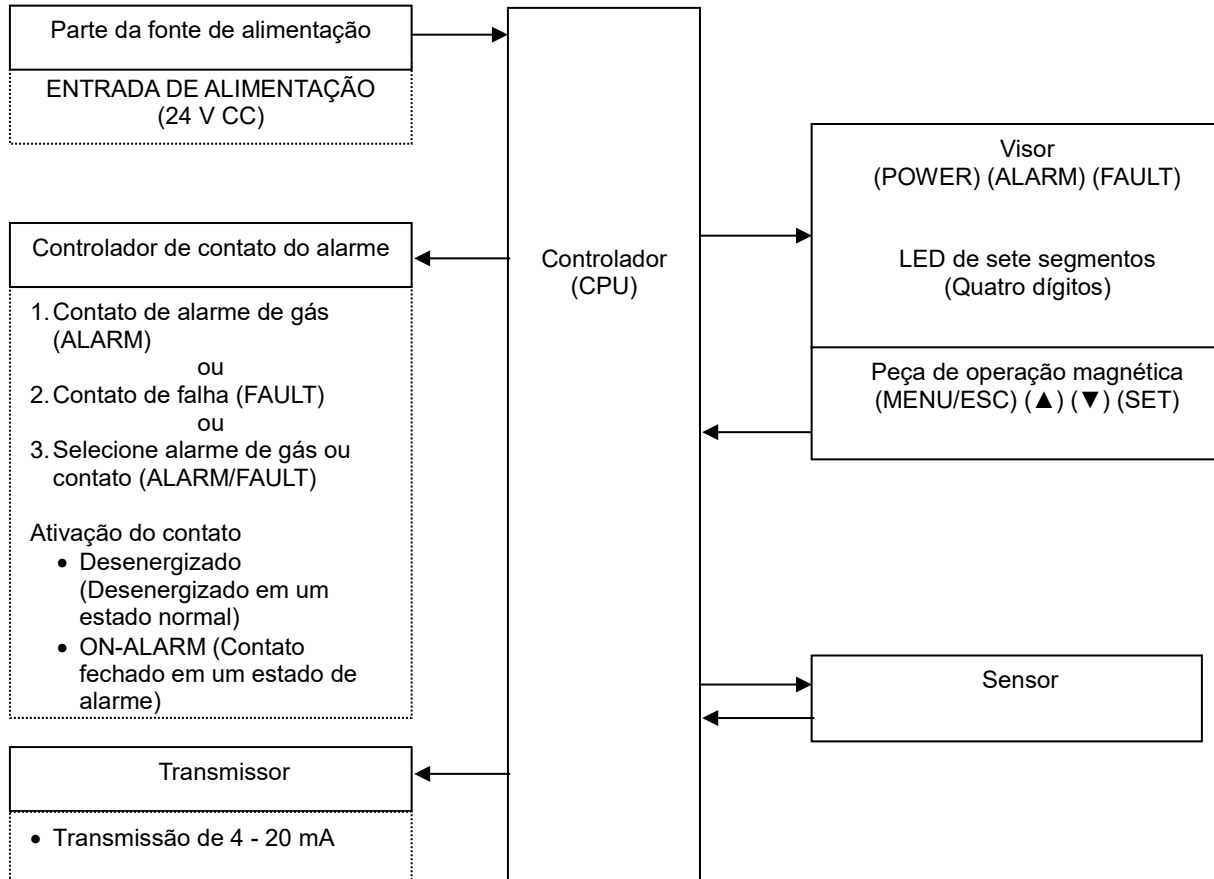 Parte da fonte de alimentação
ENTRADA DE ALIMENTAÇÃO
(24 V CC)
Controlador de contato do alarme
1. Contato de alarme de gás
(ALARM)
ou
2. Contato de falha (FAULT)
ou
3. Selecione alarme de gás ou
contato (ALARM/FAULT)
Ativação do contato
• Desenergizado
(Desenergizado em um
estado normal)
• ON-ALARM (Contato
fechado em um estado de
alarme)
Transmissor
• Transmissão de 4 - 20 mA
Controlador
(CPU)
Visor
(POWER) (ALARM) (FAULT)
LED de sete segmentos
(Quatro dígitos)
Peça de operação magnética
(MENU/ESC) (▲) (▼) (SET)
Sensor